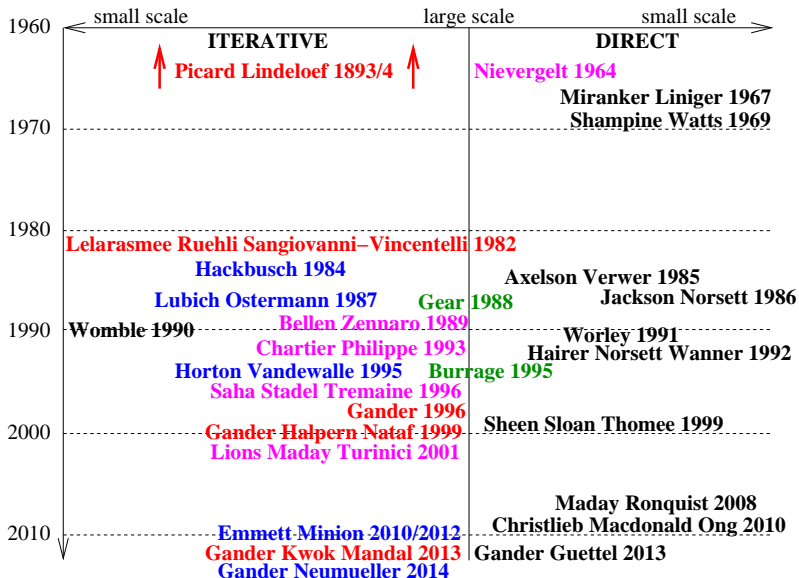 small scale large scale small scale
1960
ITERATIVE DIRECT
Picard Lindeloef 1893/4 Nievergelt 1964
Miranker Liniger 1967
Shampine Watts 1969
1970
1980
Lelarasmee Ruehli Sangiovanni−Vincentelli 1982
Hackbusch 1984
Axelson Verwer 1985
Lubich Ostermann 1987 Gear 1988 Jackson Norsett 1986
Bellen Zennaro 1989
1990 Womble 1990 Worley 1991
Chartier Philippe 1993 Hairer Norsett Wanner 1992
Horton Vandewalle 1995 Burrage 1995
Saha Stadel Tremaine 1996
Gander 1996
Sheen Sloan Thomee 1999
2000 Gander Halpern Nataf 1999
Lions Maday Turinici 2001
Maday Ronquist 2008
Christlieb Macdonald Ong 2010
2010 Emmett Minion 2010/2012
Gander Kwok Mandal 2013 Gander Guettel 2013
Gander Neumueller 2014